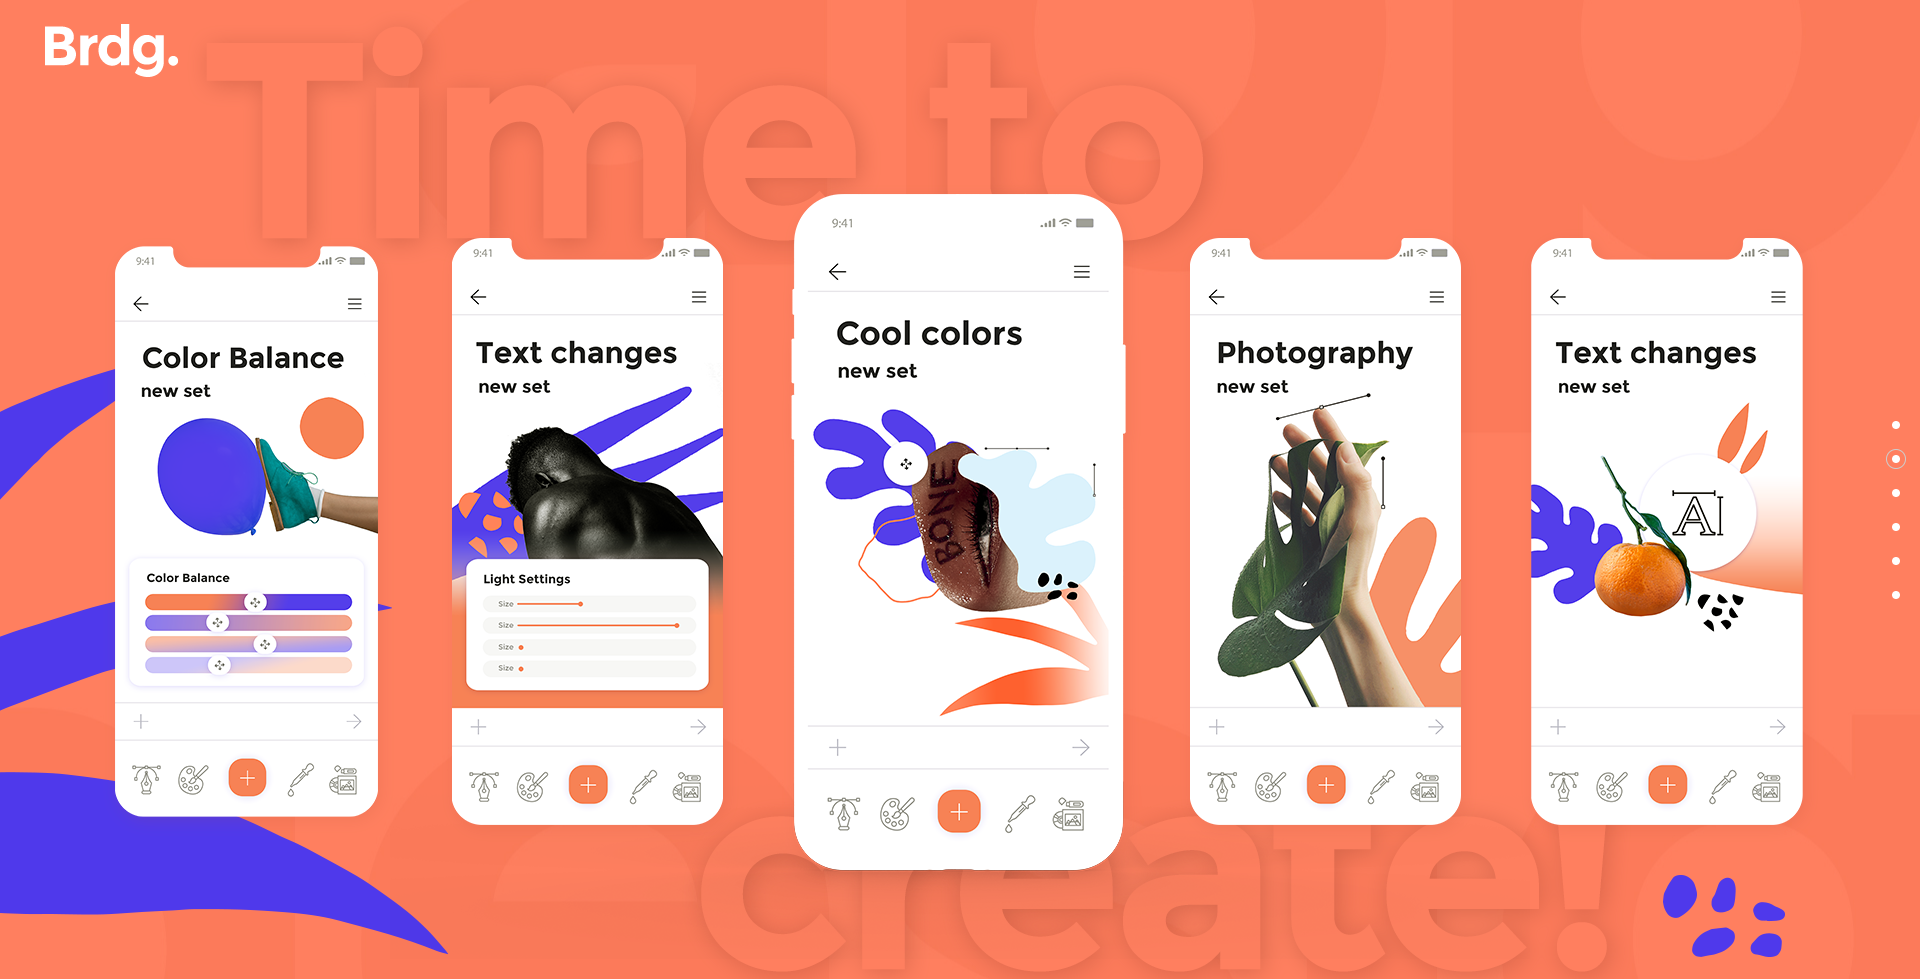 Brdg.
Time to
9:41
Color Balance
new set
Color Balance
9:41
Text changes
new set
Light Settings
Size
Size
Size
Size
9:41
Cool colors
new set
BONE
9:41
Photography
new set
9:41
Text changes
new set
A
create!